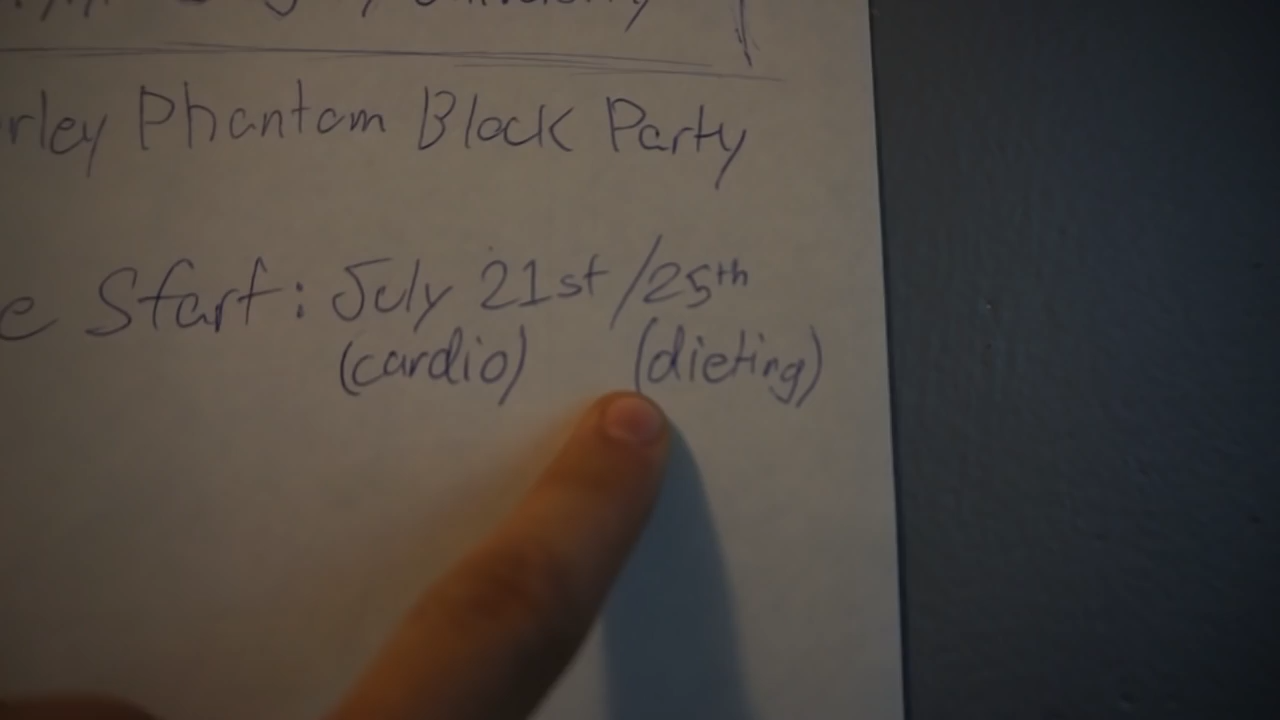 rley Phantom Block Party
e Start: July 21st /25th
(cardio) (dieting)